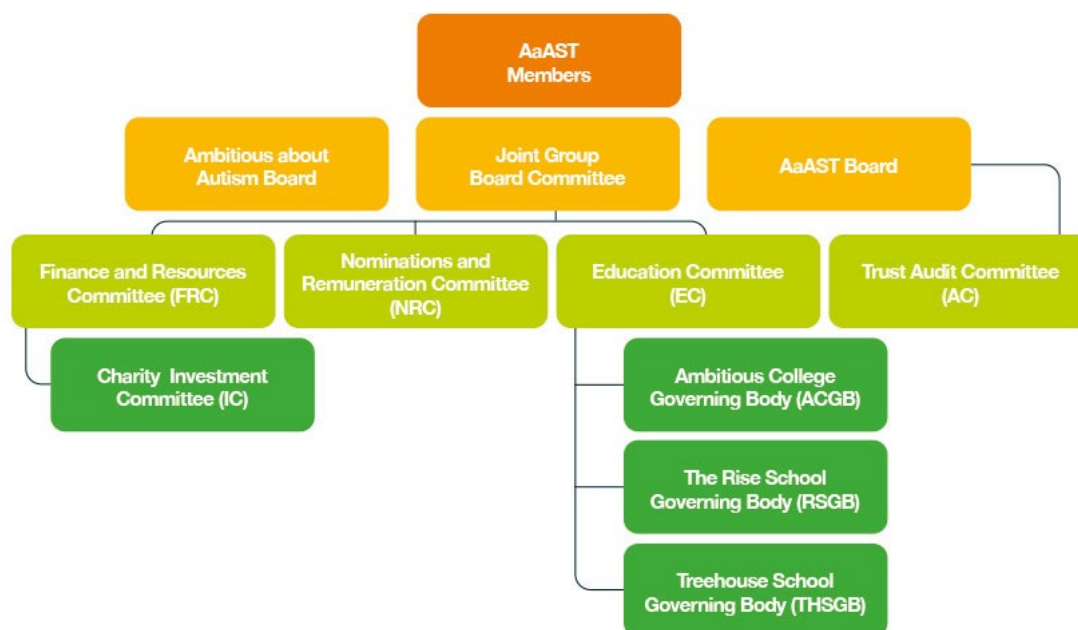 AaAST
Members
Ambitious about
Autism Board
Joint Group
Board Committee
AaAST Board
Finance and Resources
Committee (FRC)
Nominations and
Remuneration Committee
(NRC)
Education Committee
(EC)
Trust Audit Committee
(AC)
Charity Investment
Committee (IC)
Ambitious College
Governing Body (ACGB)
The Rise School
Governing Body (RSGB)
Treehouse School
Governing Body (THSGB)